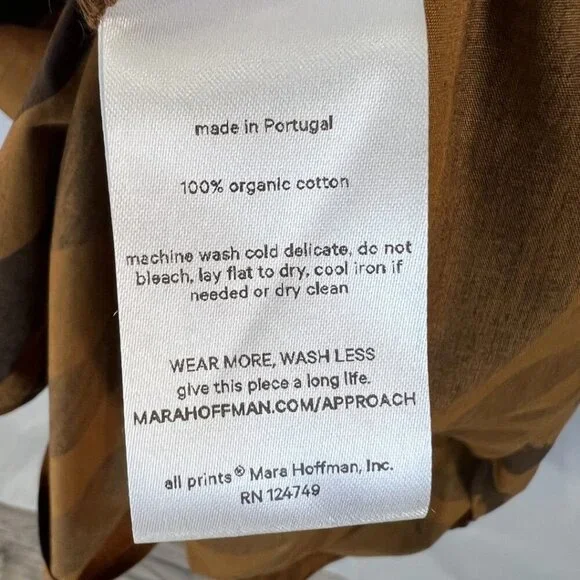 made in Portugal
100% organic cotton
machine wash cold delicate, do not
bleach, lay flat to dry, cool iron if
needed or dry clean
WEAR MORE, WASH LESS
give this piece a long life.
MARAHOFFMAN.COM/APPROACH
all prints® Mara Hoffman, Inc.
RN 124749